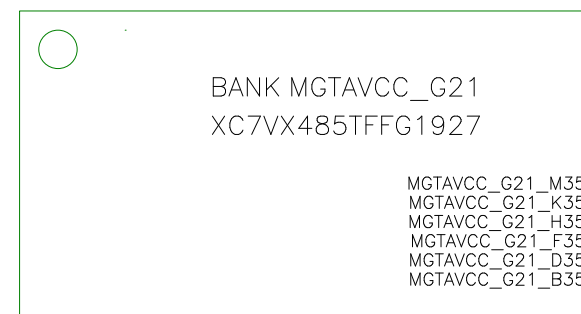 BANK MGTAVCC_G21
XC7VX485TFFG1927
MGTAVCC_G21_M35
MGTAVCC_G21_K35
MGTAVCC_G21_H35
MGTAVCC_G21_F35
MGTAVCC_G21_D35
MGTAVCC_G21_B35